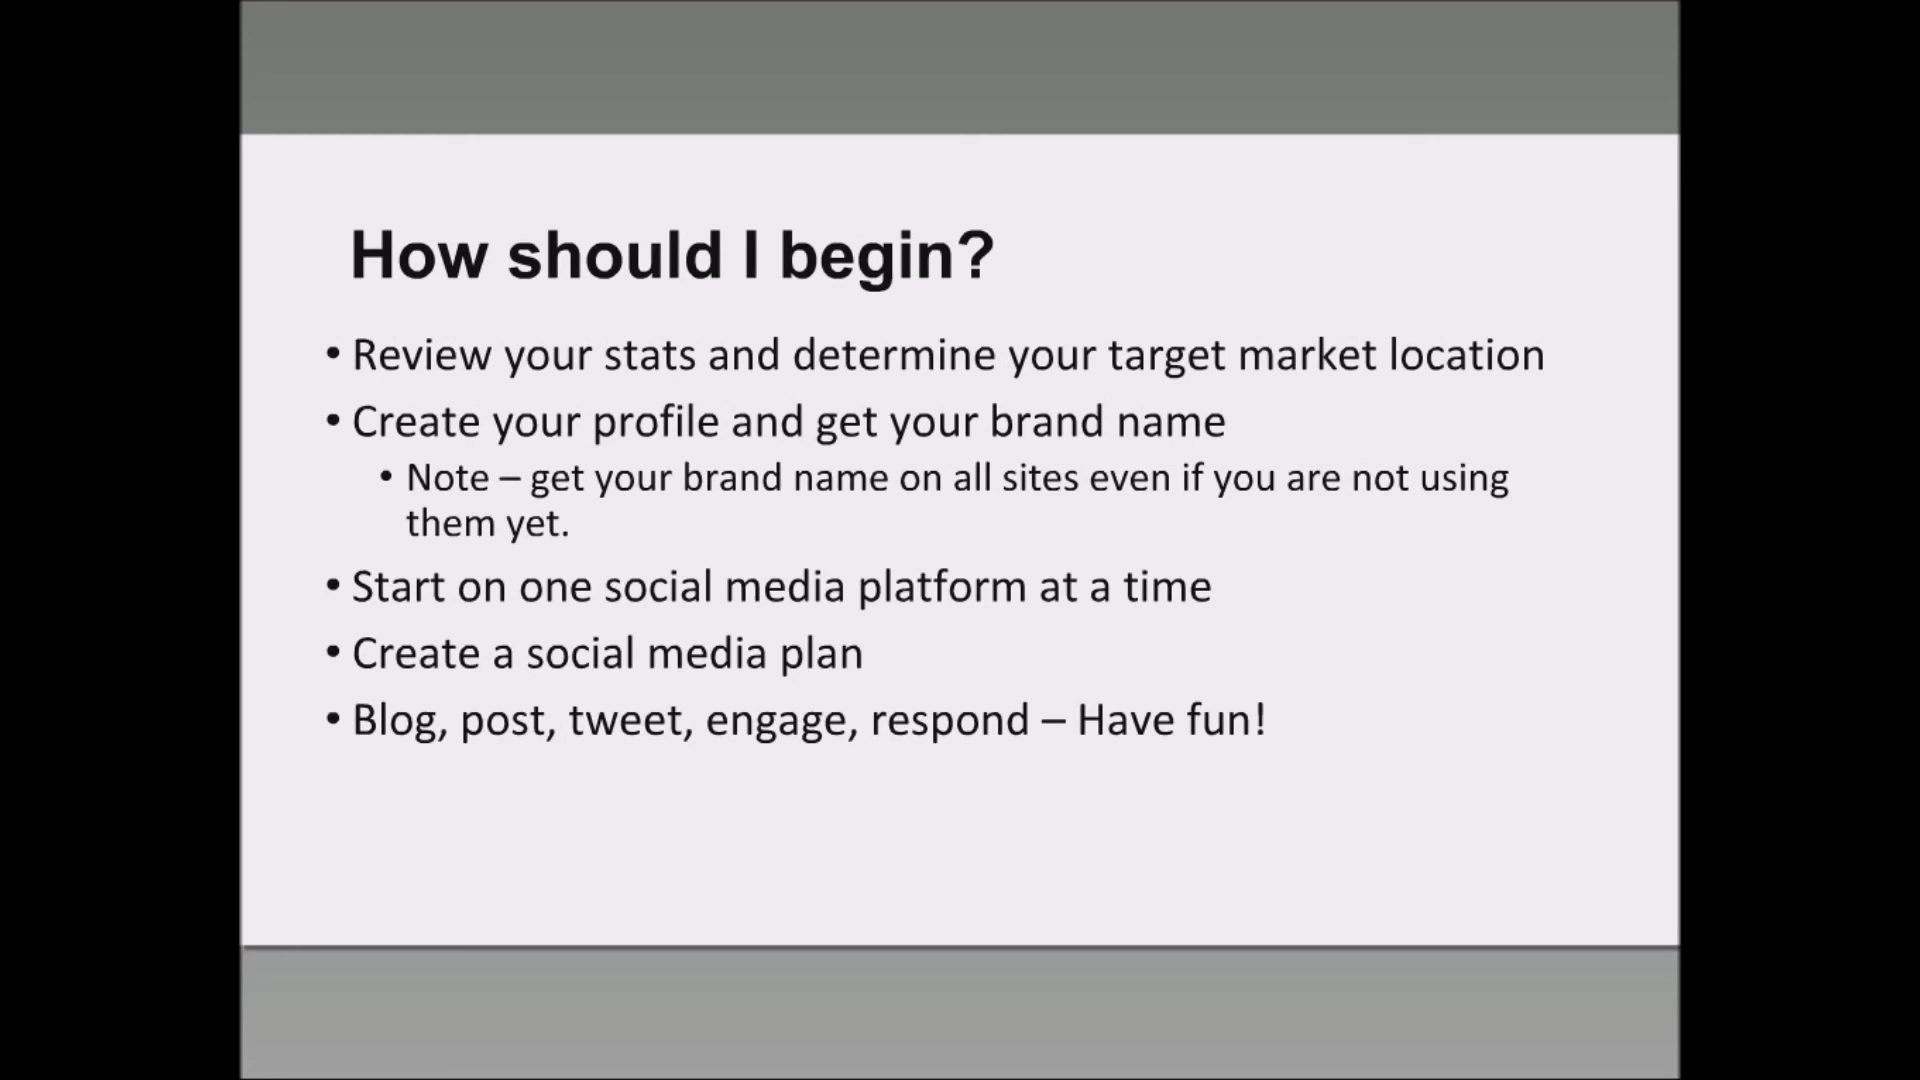 How should I begin?
• Review your stats and determine your target market location
• Create your profile and get your brand name
• Note – get your brand name on all sites even if you are not using
them yet.
• Start on one social media platform at a time
• Create a social media plan
• Blog, post, tweet, engage, respond – Have fun!